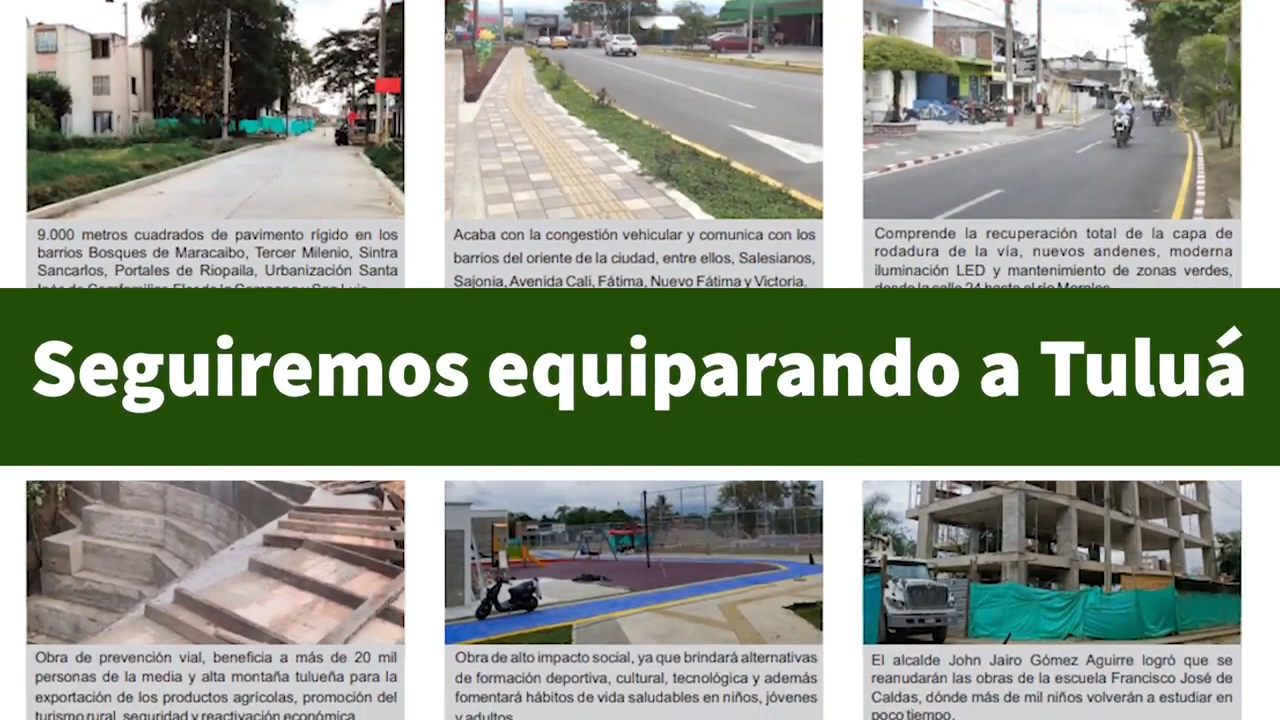 9.000 metros cuadrados de pavimento rígido en los
barrios Bosques de Maracaibo, Tercer Milenio, Sintra
Sancarlos, Portales de Riopaila, Urbanización Santa
Acaba con la congestión vehicular y comunica con los
barrios del oriente de la ciudad, entre ellos, Salesianos,
Sajonia, Avenida Cali, Fátima, Nuevo Fátima y Victoria.
Comprende la recuperación total de la capa de
rodadura de la vía, nuevos andenes, moderna
iluminación LED y mantenimiento de zonas verdes,
desde la calle 24 hasta el río Morales
Seguiremos equiparando a Tuluá
Obra de prevención vial, beneficia a más de 20 mil
personas de la media y alta montaña tulueña para la
exportación de los productos agrícolas, promoción del
turismo rural, seguridad y reactivación económica
Obra de alto impacto social, ya que brindará alternativas
de formación deportiva, cultural, tecnológica y además
fomentará hábitos de vida saludables en niños, jóvenes
y adultos.
El alcalde John Jairo Gómez Aguirre logró que se
reanudarán las obras de la escuela Francisco José de
Caldas, dónde más de mil niños volverán a estudiar en
poco tiempo.